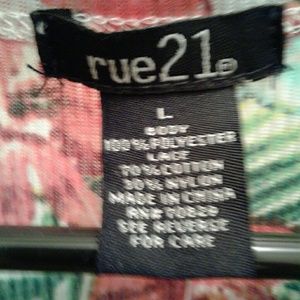 rue21®
L
BODY
100% POLYESTER
LACE
70% COTTON
30% NYLON
MADE IN CHINA
SEE REVERSE
FOR CARE